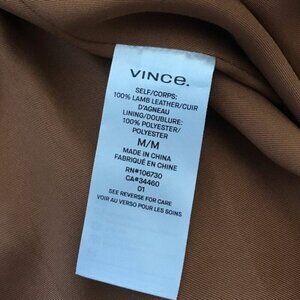 VINCE.
SELF/CORPS:
100% LAMB LEATHER/CUIR
D'AGNEAU
LINING/DOUBLURE:
100% POLYESTER/
POLYESTER
M/M
MADE IN CHINA
FABRIQUÉ EN CHINE
RN#106730
CA#34460
01
SEE REVERSE FOR CARE
VOIR AU VERSO POUR LES SOINS